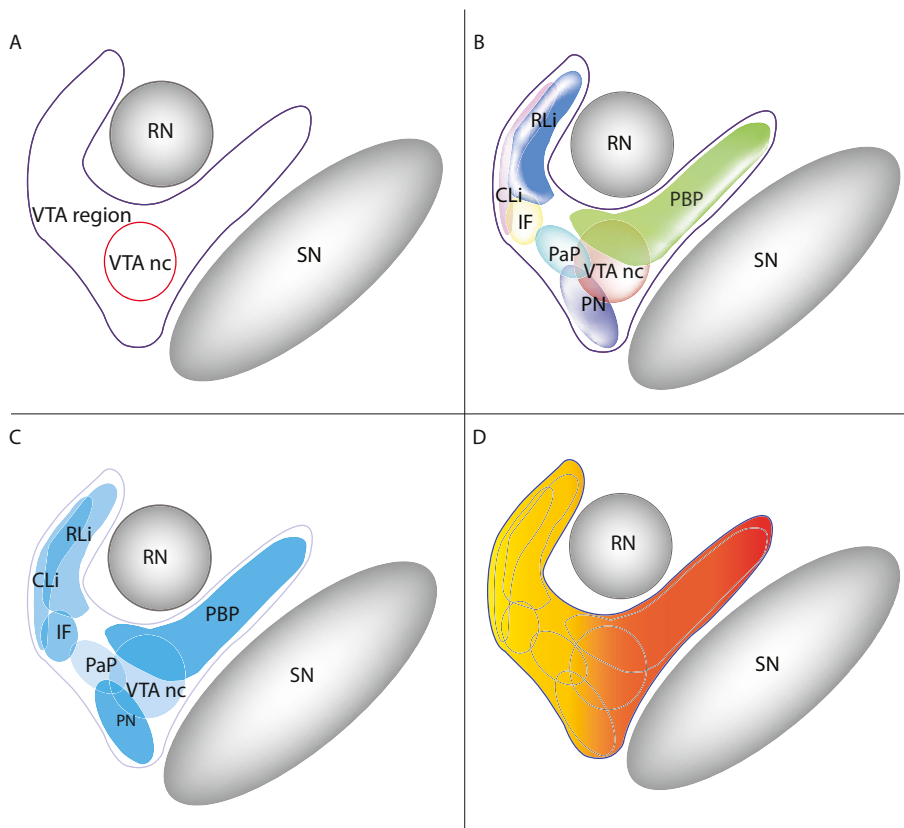 A
RN
VTA region
VTA nc
SN
B
RLi
RN
CLi
IF
PBP
PaP
VTA nc
SN
PN
C
RLi
RN
CLi
IF
PBP
PaP
VTA nc
SN
PN
D
RN
SN